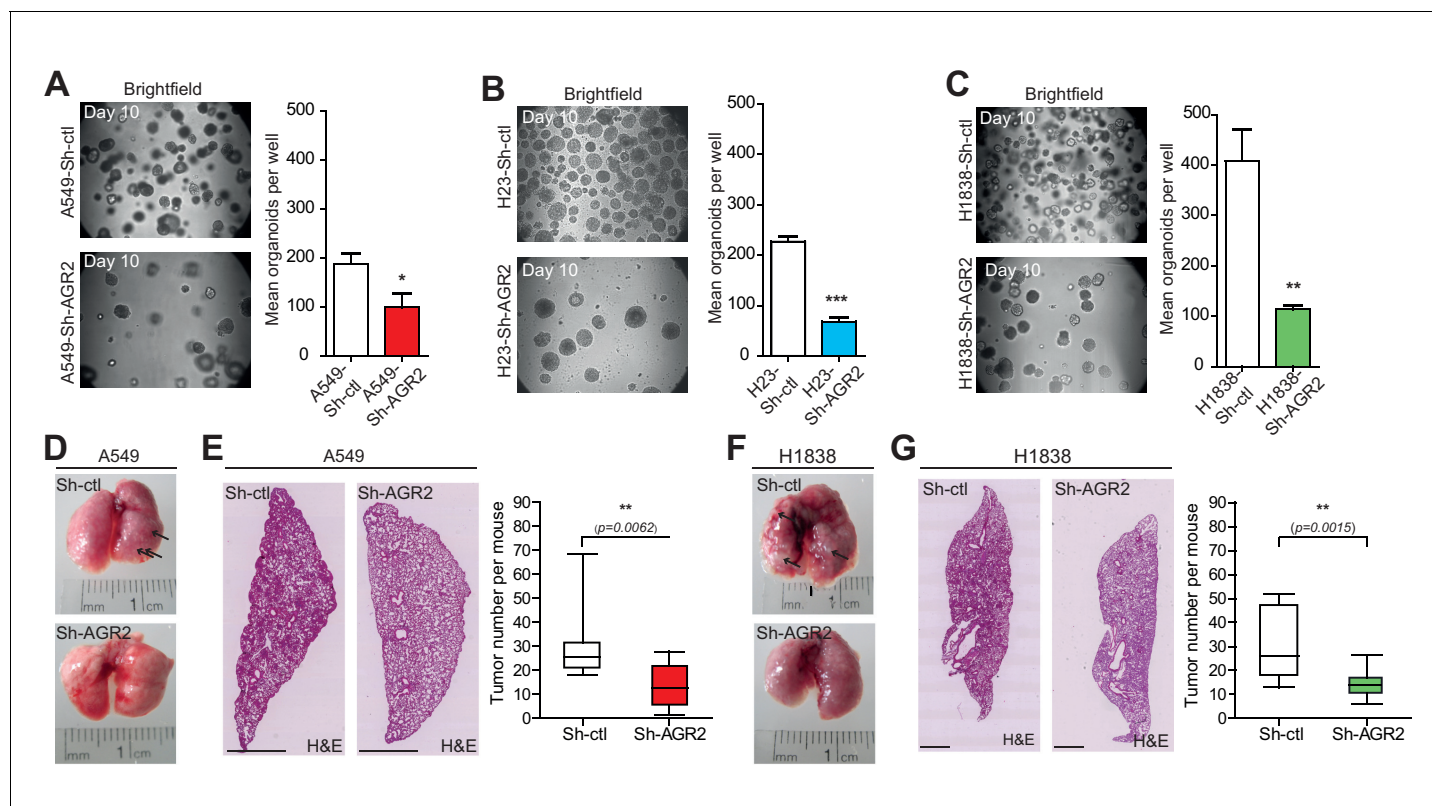 A
Brightfield
A549-Sh-ctl
Day 10
A549-Sh-AGR2
Day 10
Mean organoids per well
500
400
300
200
100
0
*
A549-
Sh-ctl
A549-
Sh-AGR2
B
Brightfield
H23-Sh-ctl
Day 10
H23-Sh-AGR2
Day 10
Mean organoids per well
500
400
300
200
100
0
***
H23-
Sh-ctl
H23-
Sh-AGR2
C
Brightfield
H1838-Sh-ctl
Day 10
H1838-Sh-AGR2
Day 10
Mean organoids per well
500
400
300
200
100
0
**
H1838-
Sh-ctl
H1838-
Sh-AGR2
D
A549
Sh-ctl
mm 1 cm
Sh-AGR2
mm 1 cm
E
A549
Sh-ctl
H&E
Sh-AGR2
H&E
Tumor number per mouse
90
80
70
60
50
40
30
20
10
0
**
(p=0.0062)
Sh-ctl
Sh-AGR2
F
H1838
Sh-ctl
mm 1 cm
Sh-AGR2
mm 1 cm
G
H1838
Sh-ctl
H&E
Sh-AGR2
H&E
Tumor number per mouse
90
80
70
60
50
40
30
20
10
0
**
(p=0.0015)
Sh-ctl
Sh-AGR2